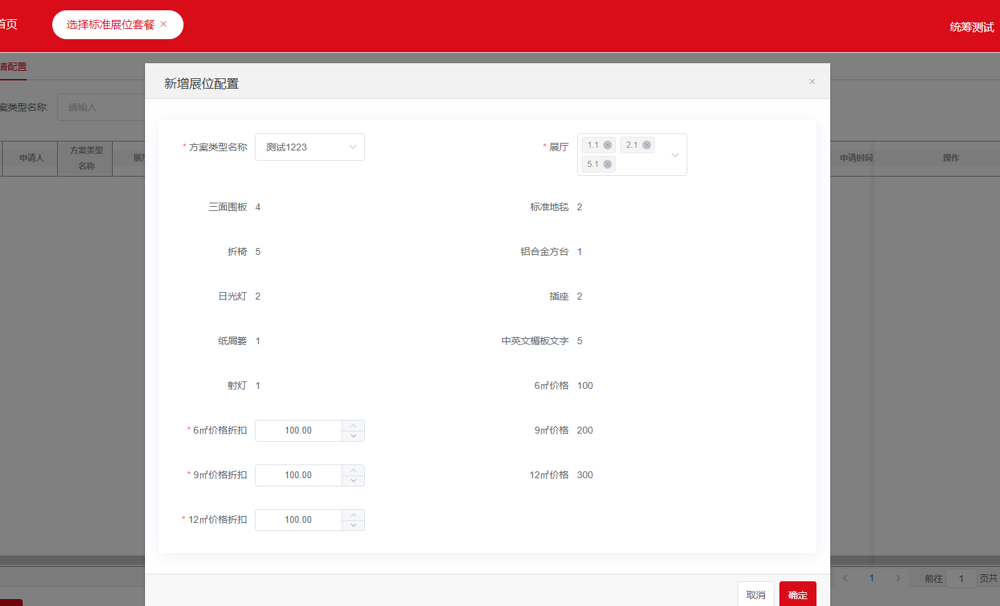 首页
选择标准展位套餐 ×
统筹测试
请配置
新增展位配置 ×
案类型名称: 请输入
* 方案类型名称 测试1223
* 展厅 1.1 2.1
5.1
申请人
方案类型
名称
展厅
申请时间
操作
三面围板 4
标准地毯 2
折椅 5
铝合金方台 1
日光灯 2
插座 2
纸屑篓 1
中英文楣板文字 5
射灯 1
6㎡价格 100
* 6㎡价格折扣 100.00
9㎡价格 200
* 9㎡价格折扣 100.00
12㎡价格 300
* 12㎡价格折扣 100.00
1
前往 1 页共
取消
确定